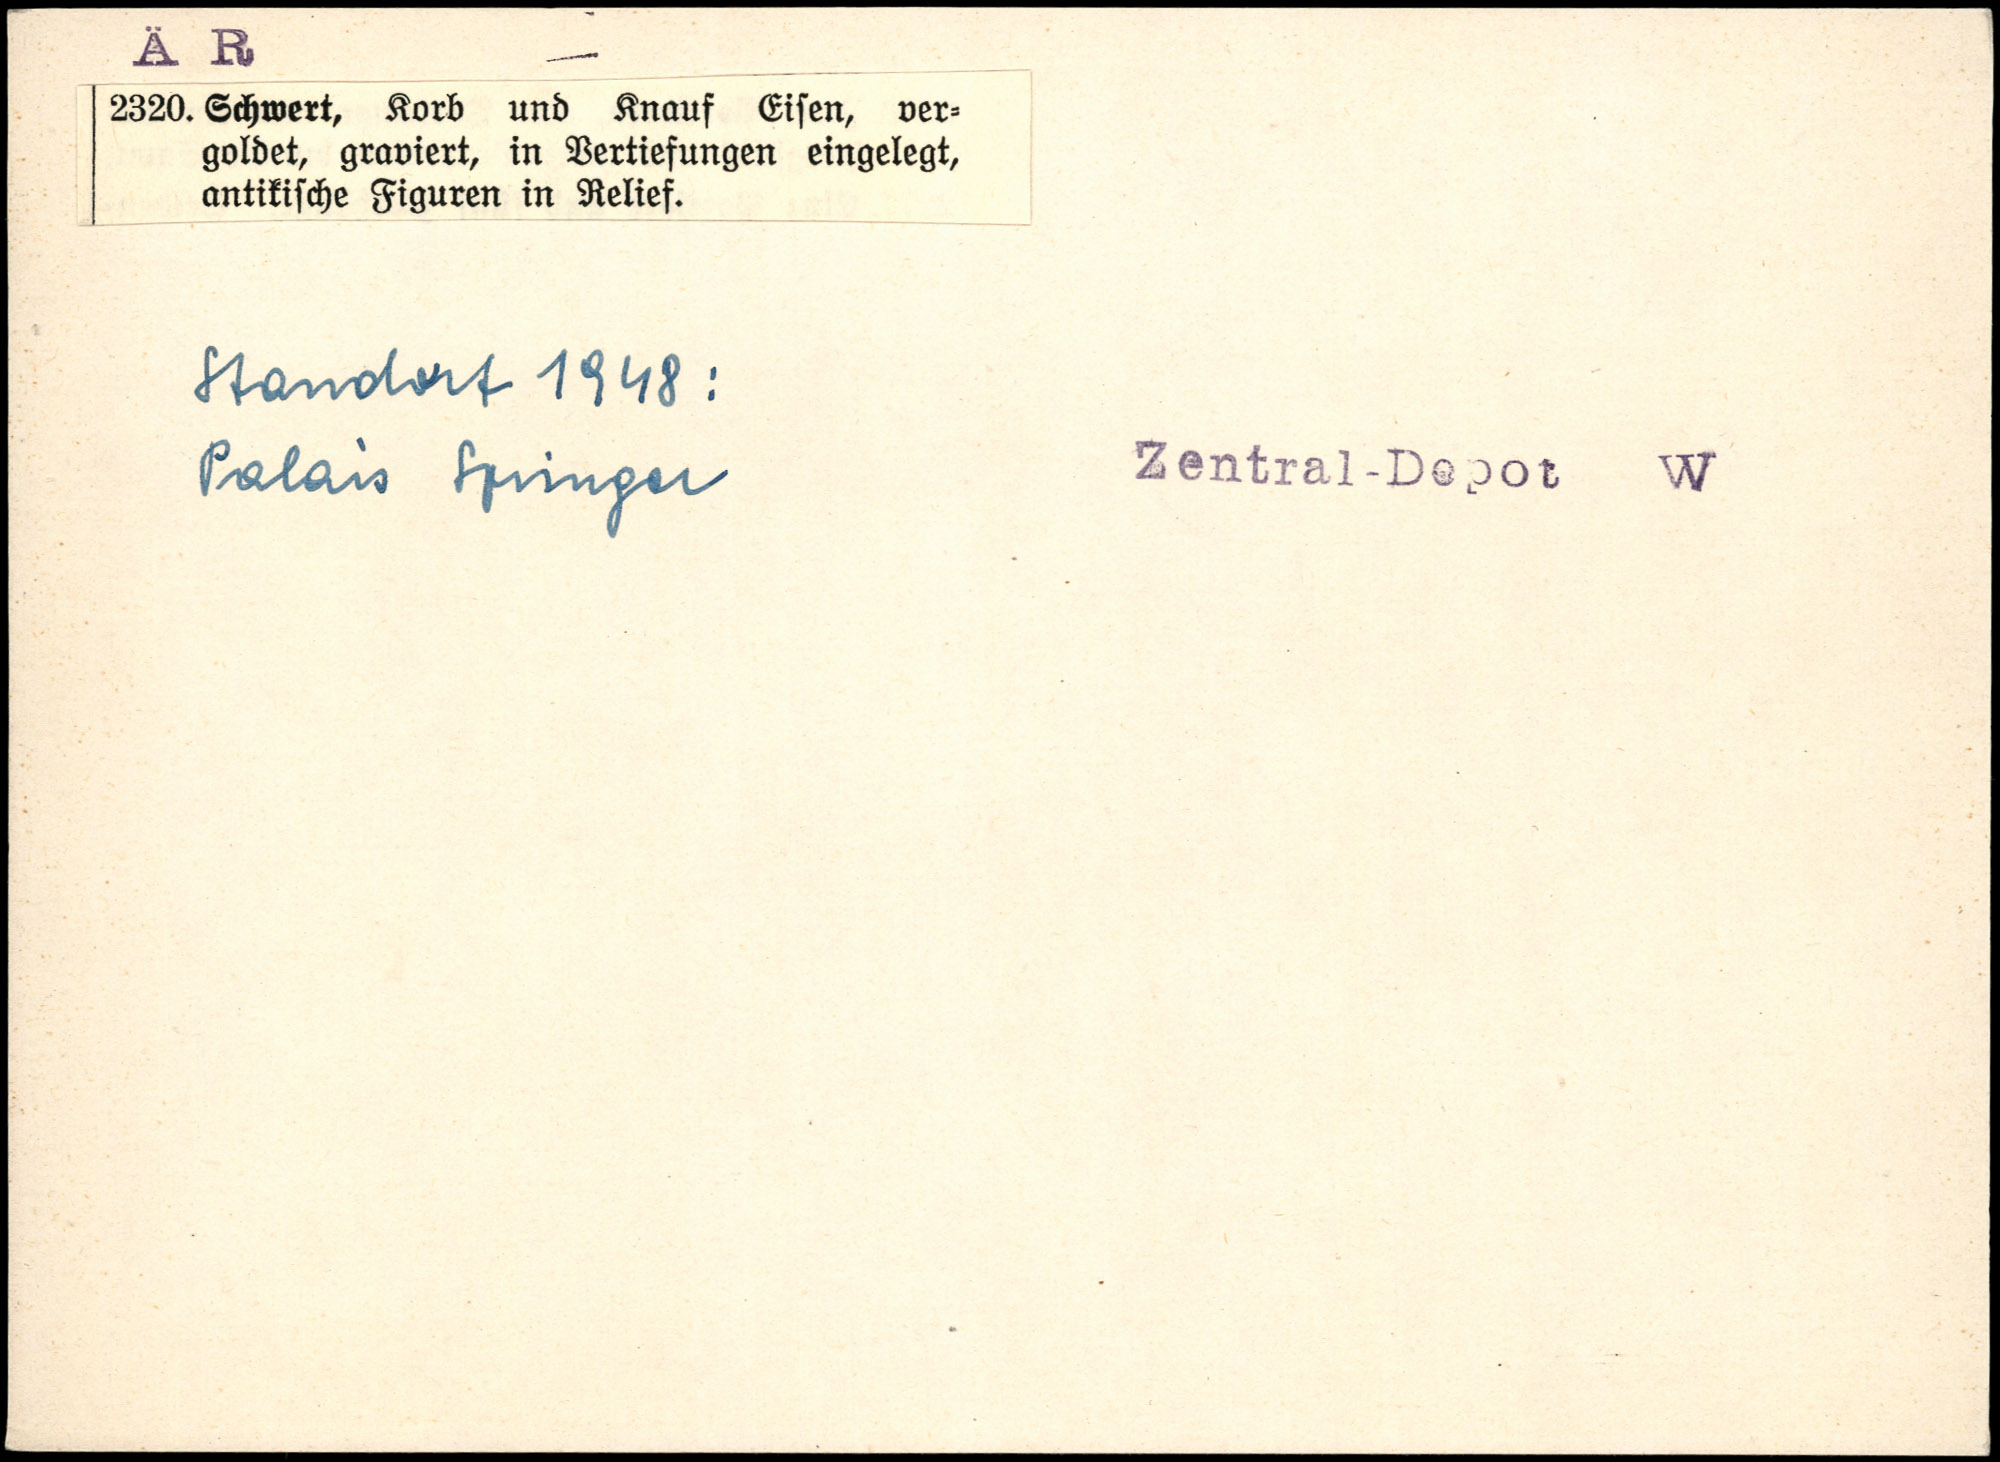 Ä R
2320. Schwert, Korb und Knauf Eisen, ver-
goldet, graviert, in Vertiefungen eingelegt,
antikische Figuren in Relief.
Standort 1948:
Palais Springer
Zentral-Depot W